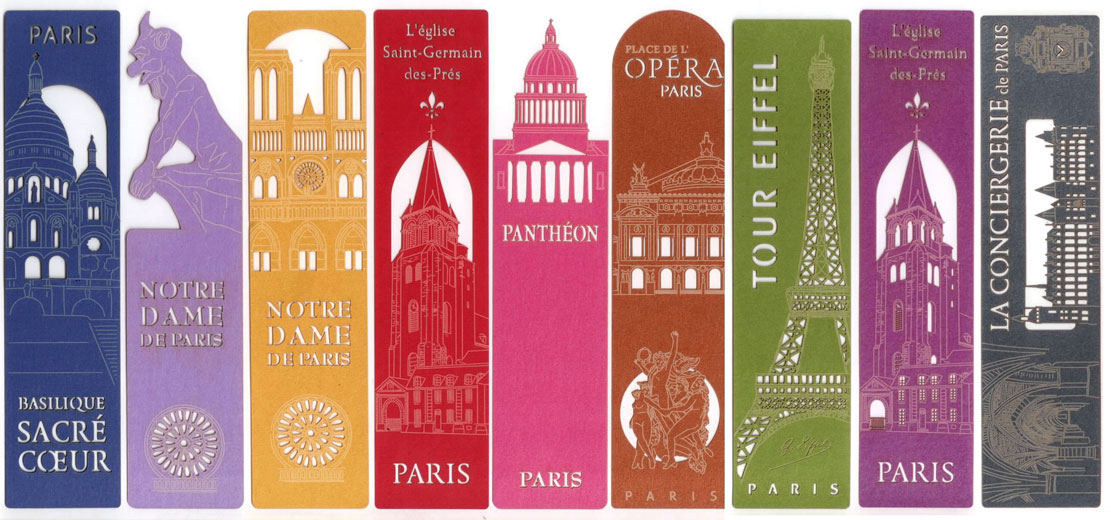 PARIS
BASILIQUE
SACRÉ
CŒUR
NOTRE
DAME
DE PARIS
NOTRE
DAME
DE PARIS
L'église
Saint-Germain
des-Prés
PARIS
PANTHÉON
PARIS
PLACE DE L'
OPÉRA
PARIS
PARIS
TOUR EIFFEL
PARIS
L'église
Saint-Germain
des-Prés
PARIS
LA CONCIERGERIE de PARIS